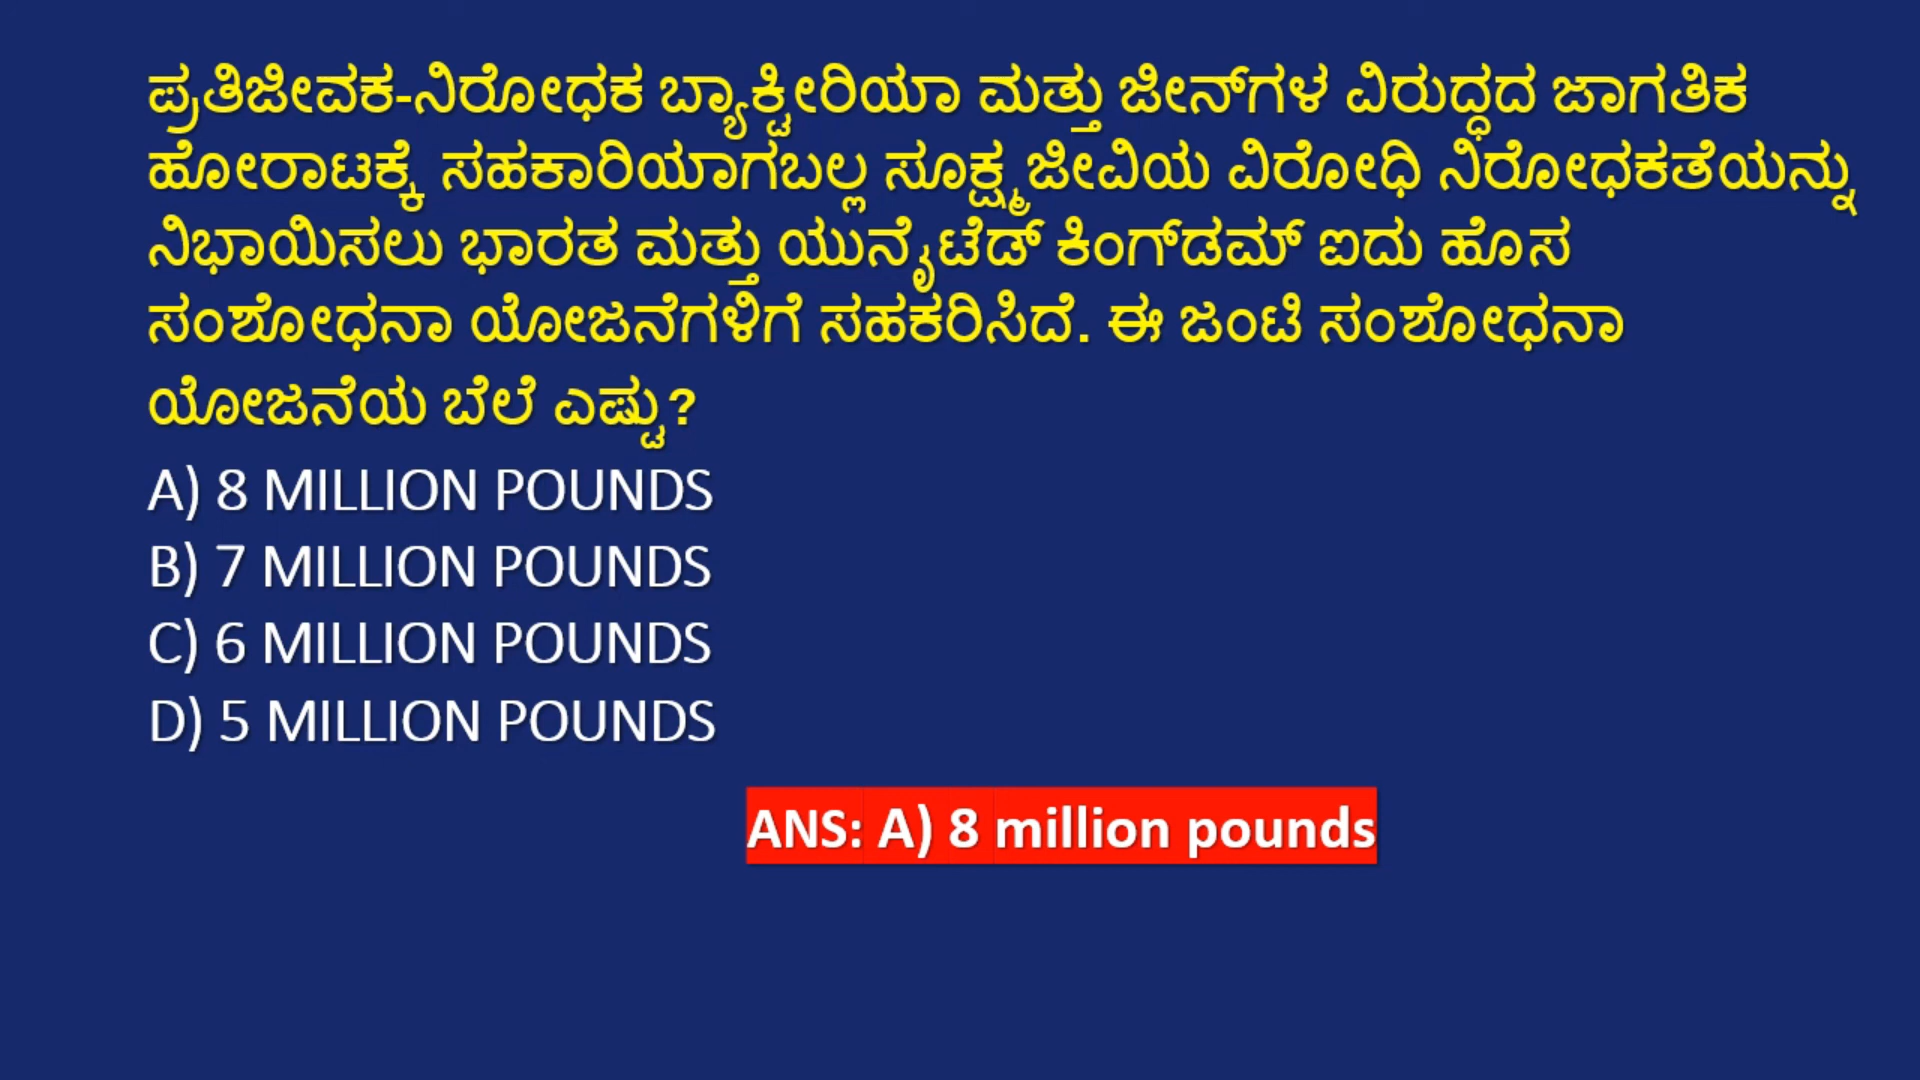 ಪ್ರತಿಜೀವಕ-ನಿರೋಧಕ ಬ್ಯಾಕ್ಟೀರಿಯಾ ಮತ್ತು ಜೀನ್‌ಗಳ ವಿರುದ್ಧದ ಜಾಗತಿಕ
ಹೋರಾಟಕ್ಕೆ ಸಹಕಾರಿಯಾಗಬಲ್ಲ ಸೂಕ್ಷ್ಮಜೀವಿಯ ವಿರೋಧಿ ನಿರೋಧಕತೆಯನ್ನು
ನಿಭಾಯಿಸಲು ಭಾರತ ಮತ್ತು ಯುನೈಟೆಡ್ ಕಿಂಗ್‌ಡಮ್ ಐದು ಹೊಸ
ಸಂಶೋಧನಾ ಯೋಜನೆಗಳಿಗೆ ಸಹಕರಿಸಿದೆ. ಈ ಜಂಟಿ ಸಂಶೋಧನಾ
ಯೋಜನೆಯ ಬೆಲೆ ಎಷ್ಟು?
A) 8 MILLION POUNDS
B) 7 MILLION POUNDS
C) 6 MILLION POUNDS
D) 5 MILLION POUNDS
ANS: A) 8 million pounds